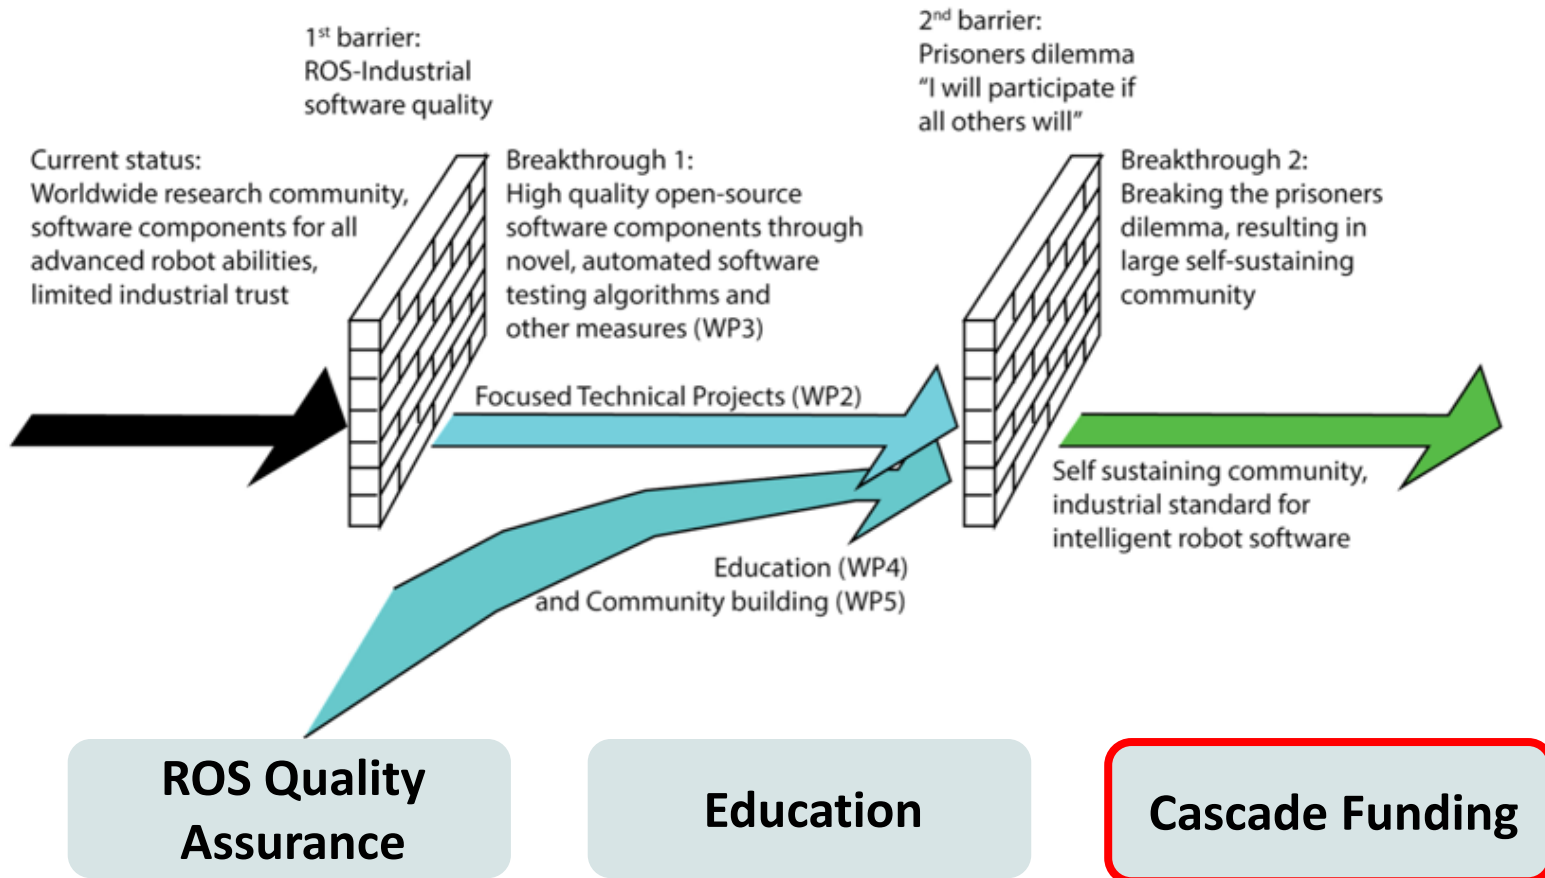 1st barrier:
ROS-Industrial
software quality
2nd barrier:
Prisoners dilemma
“I will participate if
all others will”
Current status:
Worldwide research community,
software components for all
advanced robot abilities,
limited industrial trust
Breakthrough 1:
High quality open-source
software components through
novel, automated software
testing algorithms and
other measures (WP3)
Breakthrough 2:
Breaking the prisoners
dilemma, resulting in
large self-sustaining
community
Focused Technical Projects (WP2)
Self sustaining community,
industrial standard for
intelligent robot software
Education (WP4)
and Community building (WP5)
ROS Quality
Assurance
Education
Cascade Funding